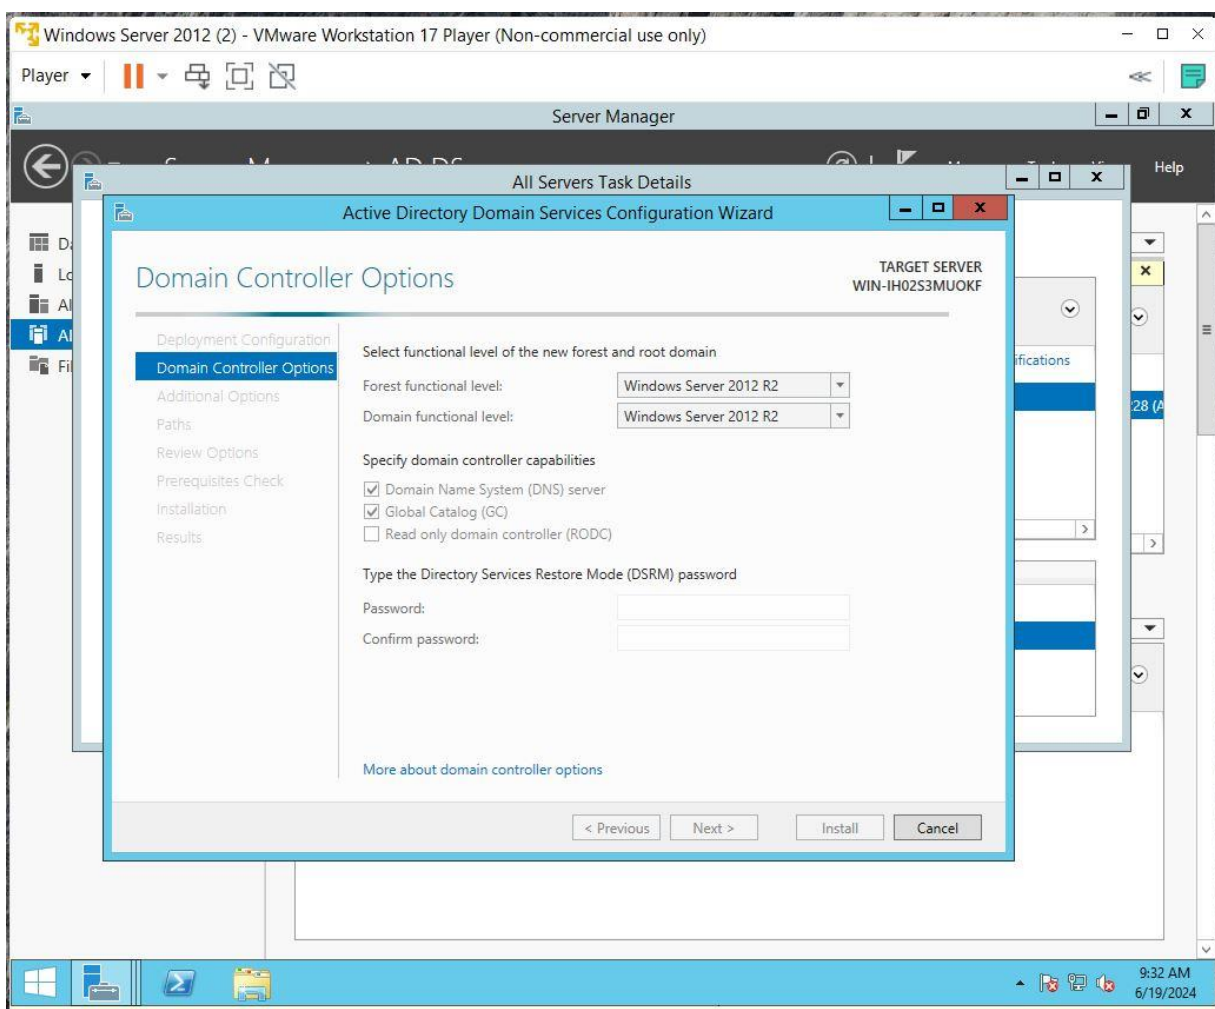 Windows Server 2012 (2) - VMware Workstation 17 Player (Non-commercial use only)
Player
Server Manager
Help
All Servers Task Details
Active Directory Domain Services Configuration Wizard
Domain Controller Options
TARGET SERVER
WIN-IH02S3MUOKF
Deployment Configuration
Domain Controller Options
Additional Options
Paths
Review Options
Prerequisites Check
Installation
Results
Select functional level of the new forest and root domain
Forest functional level: Windows Server 2012 R2
Domain functional level: Windows Server 2012 R2
Specify domain controller capabilities
Domain Name System (DNS) server
Global Catalog (GC)
Read only domain controller (RODC)
Type the Directory Services Restore Mode (DSRM) password
Password:
Confirm password:
More about domain controller options
< Previous Next > Install Cancel
9:32 AM
6/19/2024